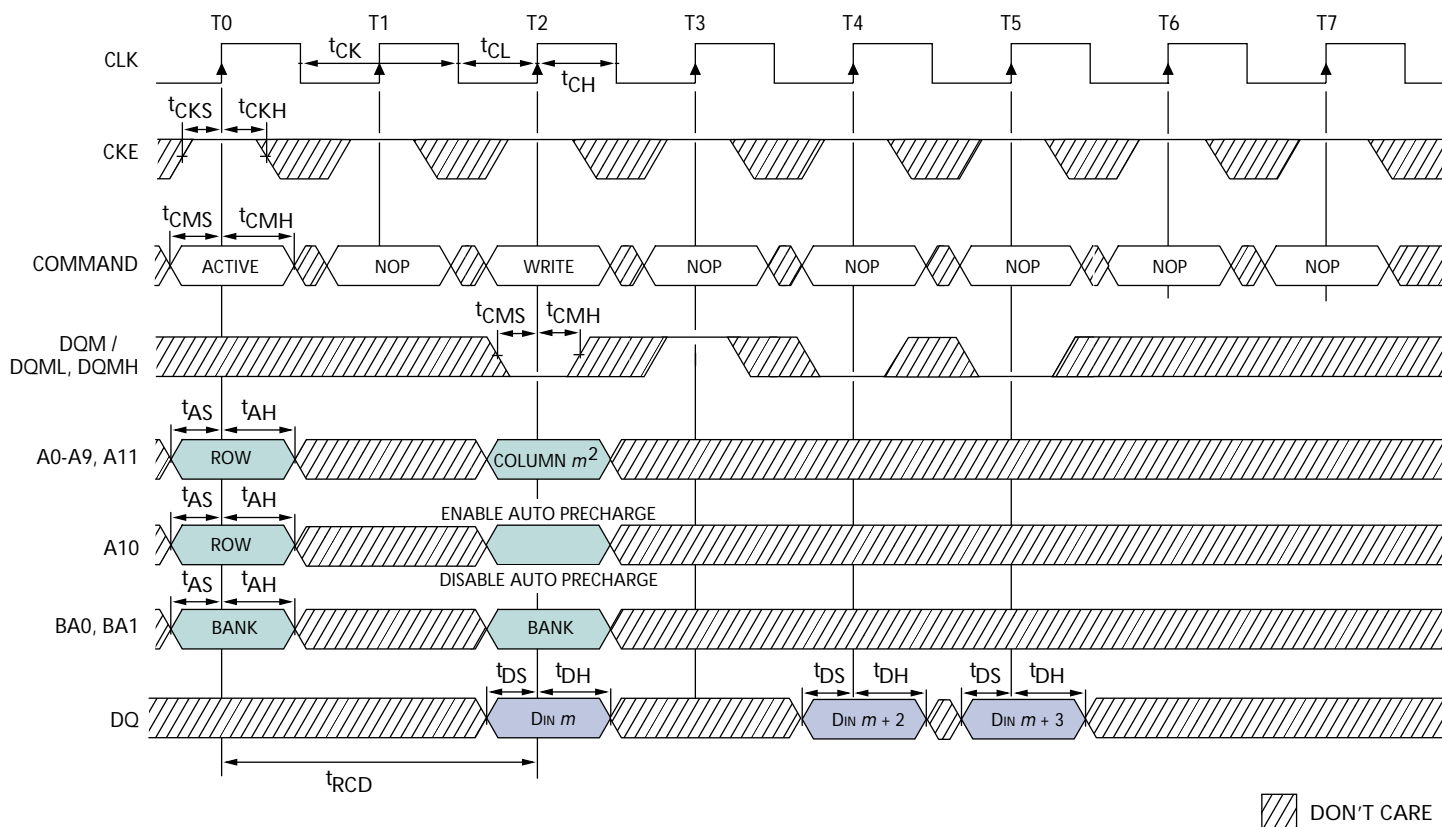 T0 T1 T2 T3 T4 T5 T6 T7
CLK
tCK tCL
tCH
tCKS tCKH
CKE
tCMS tCMH
COMMAND ACTIVE NOP WRITE NOP NOP NOP NOP NOP
tCMS tCMH
DQM /
DQML, DQMH
tAS tAH
A0-A9, A11 ROW COLUMN m2
tAS tAH ENABLE AUTO PRECHARGE
A10 ROW
tAS tAH DISABLE AUTO PRECHARGE
BA0, BA1 BANK BANK
tDS tDH tDS tDH tDS tDH
DQ DIN m DIN m + 2 DIN m + 3
tRCD
DON'T CARE